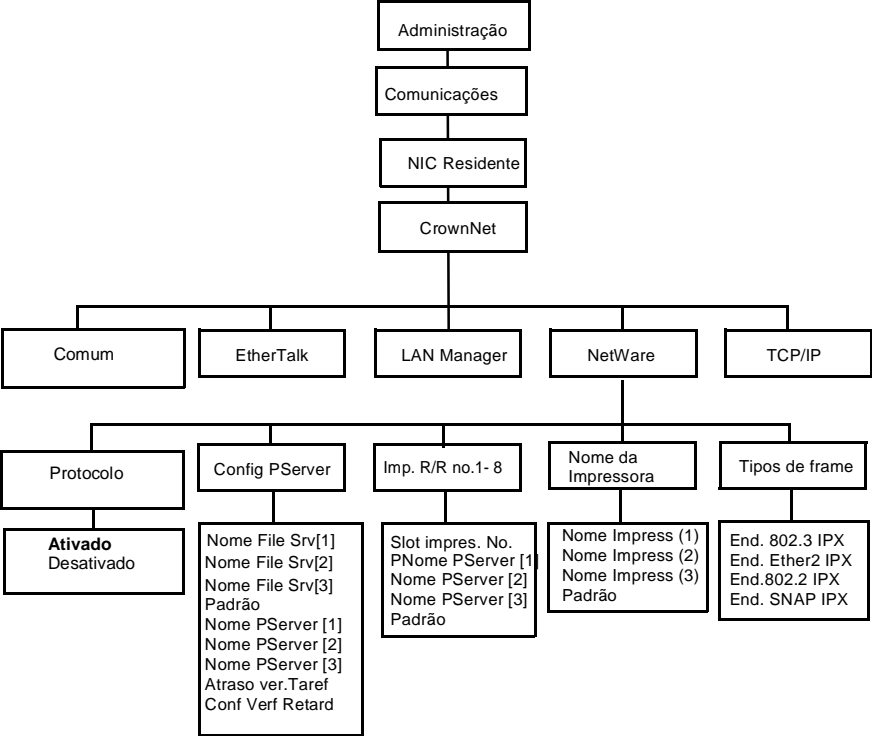 Administração
Comunicações
NIC Residente
CrownNet
Comum
EtherTalk
LAN Manager
NetWare
TCP/IP
Protocolo
Config PServer
Imp. R/R no.1- 8
Nome da
Impressora
Tipos de frame
Ativado
Desativado
Nome File Srv[1]
Nome File Srv[2]
Nome File Srv[3]
Padrão
Nome PServer [1]
Nome PServer [2]
Nome PServer [3]
Atraso ver.Taref
Conf Verf Retard
Slot impres. No.
PNome PServer [1]
Nome PServer [2]
Nome PServer [3]
Padrão
Nome Impress (1)
Nome Impress (2)
Nome Impress (3)
Padrão
End. 802.3 IPX
End. Ether2 IPX
End.802.2 IPX
End. SNAP IPX